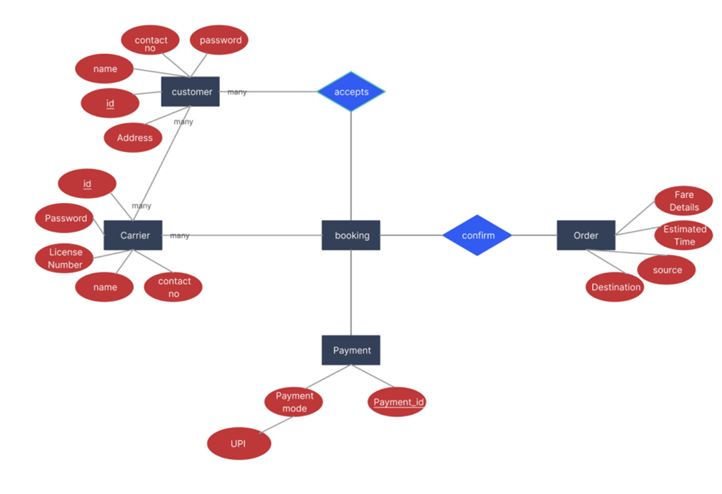 contact
no
password
name
customer
many
accepts
id
many
Address
id
many
Password
Carrier
many
booking
confirm
Order
Fare
Details
Estimated
Time
License
Number
name
contact
no
source
Destination
Payment
Payment
mode
Payment_id
UPI